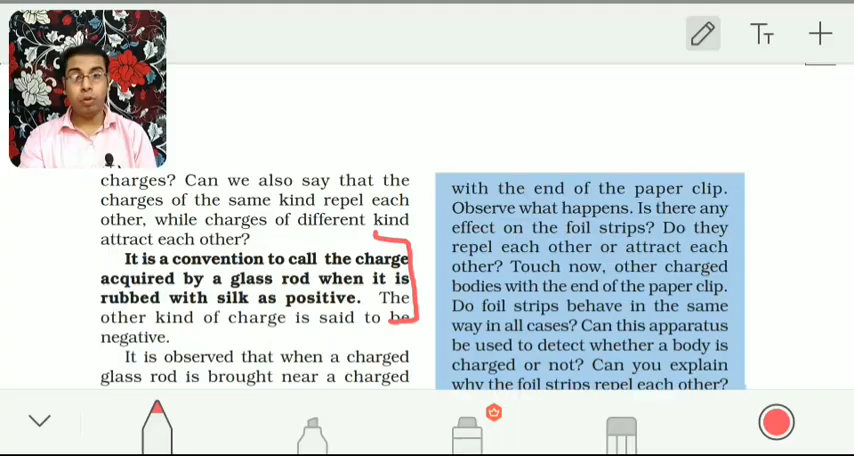 TT
charges? Can we also say that the
charges of the same kind repel each
other, while charges of different kind
attract each other?
It is a convention to call the charge
acquired by a glass rod when it is
rubbed with silk as positive. The
other kind of charge is said to be
negative.
It is observed that when a charged
glass rod is brought near a charged
with the end of the paper clip.
Observe what happens. Is there any
effect on the foil strips? Do they
repel each other or attract each
other? Touch now, other charged
bodies with the end of the paper clip.
Do foil strips behave in the same
way in all cases? Can this apparatus
be used to detect whether a body is
charged or not? Can you explain
why the foil strips repel each other?